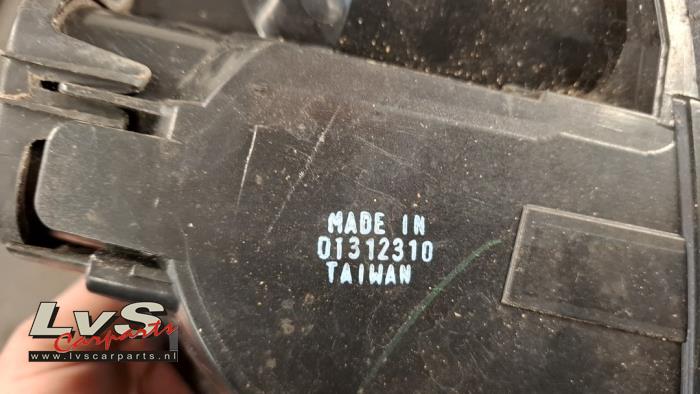 MADE IN
01312310
TAIWAN
LvS
Carparts
www.lvscarparts.nl